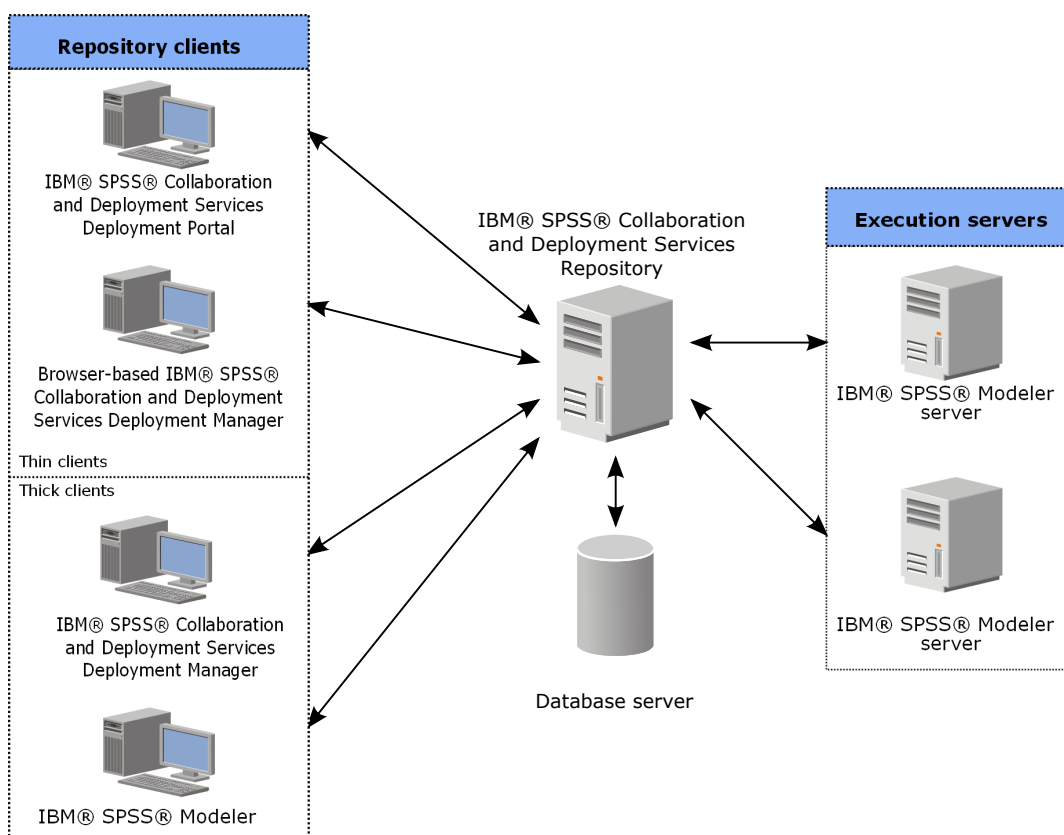 Repository clients
IBM® SPSS® Collaboration
and Deployment Services
Deployment Portal
Browser-based IBM® SPSS®
Collaboration and Deployment
Services Deployment Manager
Thin clients
Thick clients
IBM® SPSS® Collaboration
and Deployment Services
Deployment Manager
IBM® SPSS® Modeler
IBM® SPSS® Collaboration
and Deployment Services
Repository
Database server
Execution servers
IBM® SPSS® Modeler
server
IBM® SPSS® Modeler
server